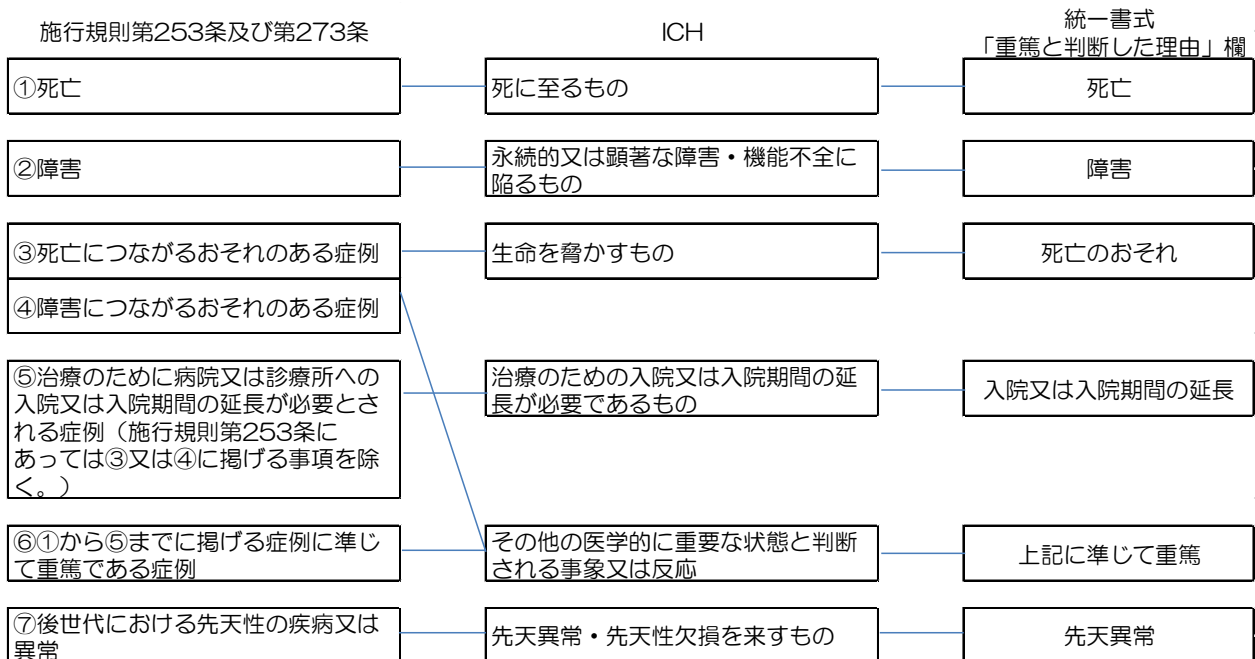 施行規則第253条及び第273条
ICH
統一書式
「重篤と判断した理由」欄
①死亡
死に至るもの
死亡
②障害
永続的又は顕著な障害・機能不全に
陥るもの
障害
③死亡につながるおそれのある症例
生命を脅かすもの
死亡のおそれ
④障害につながるおそれのある症例
⑤治療のために病院又は診療所への
入院又は入院期間の延長が必要とさ
れる症例（施行規則第253条に
あっては③又は④に掲げる事項を除
く。）
治療のための入院又は入院期間の延
長が必要であるもの
入院又は入院期間の延長
⑥①から⑤までに掲げる症例に準じ
て重篤である症例
その他の医学的に重要な状態と判断
される事象又は反応
上記に準じて重篤
⑦後世代における先天性の疾病又は
異常
先天異常・先天性欠損を来すもの
先天異常